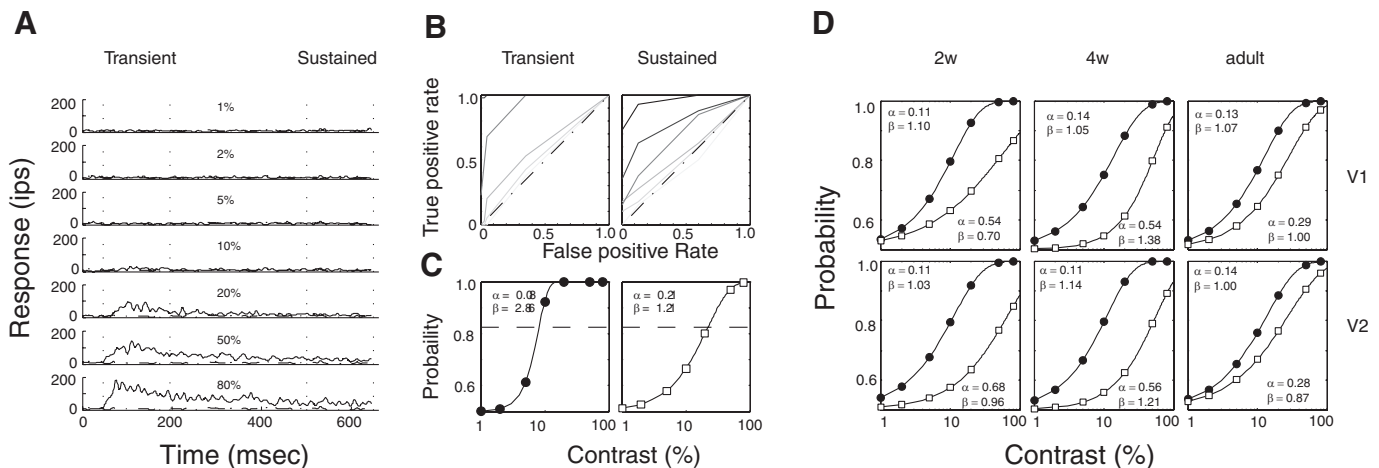 A
Transient
Sustained
Response (ips)
200
0
1%
200
0
2%
200
0
5%
200
0
10%
200
0
20%
200
0
50%
200
0
80%
0
200
400
600
Time (msec)
B
Transient
Sustained
True positive rate
1.0
0.5
0
0
0.5
1.0
0
0.5
1.0
False positive Rate
C
Probaility
1.0
0.8
0.6
β = 1.21
1
10
100
1
10
100
Contrast (%)
D
2w
4w
adult
Probability
1.0
0.8
0.6
α = 0.11
β = 1.10
α = 0.54
β = 0.70
α = 0.14
β = 1.05
α = 0.54
β = 1.38
α = 0.13
β = 1.07
α = 0.29
β = 1.00
V1
1.0
0.8
0.6
α = 0.11
β = 1.03
α = 0.68
β = 0.96
α = 0.11
β = 1.14
α = 0.56
β = 1.21
α = 0.14
β = 1.00
α = 0.28
β = 0.87
V2
1
10
100
1
10
100
1
10
100
Contrast (%)